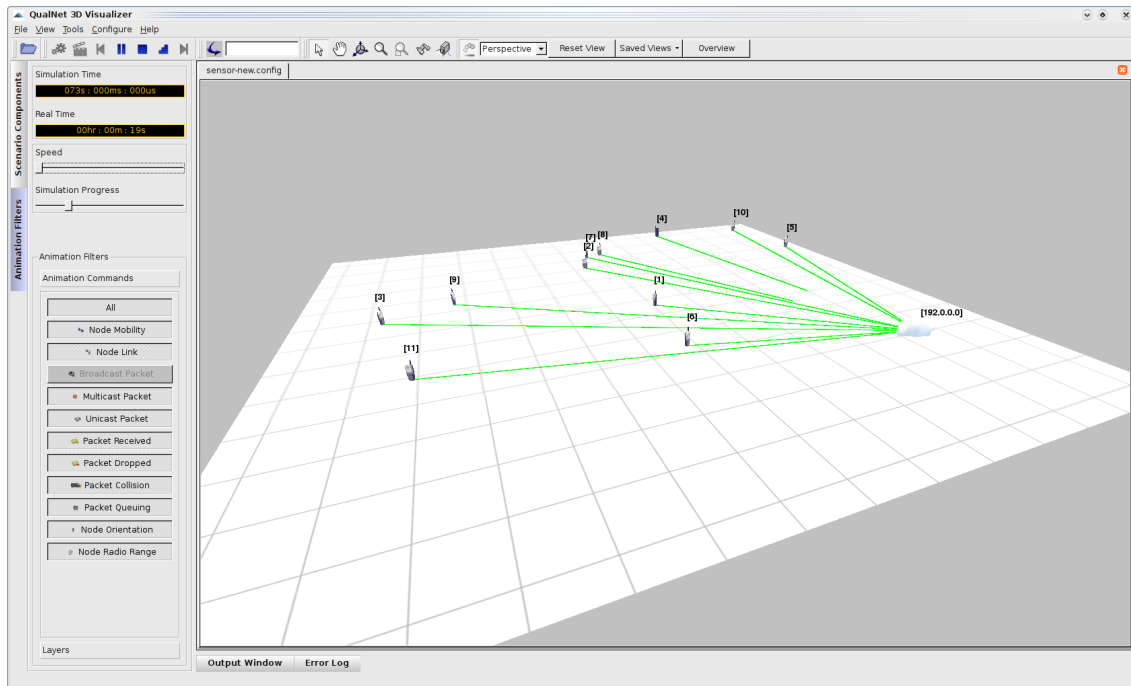 QualNet 3D Visualizer
File View Tools Configure Help
Perspective Reset View Saved Views Overview
Scenario Components
Animation Filters
Simulation Time
073s : 000ms : 000us
Real Time
00hr : 00m : 19s
Speed
Simulation Progress
Animation Filters
Animation Commands
All
Node Mobility
Node Link
Broadcast Packet
Multicast Packet
Unicast Packet
Packet Received
Packet Dropped
Packet Collision
Packet Queuing
Node Orientation
Node Radio Range
Layers
sensor-new.config
[10]
[4]
[5]
[7] [8]
[2]
[9]
[1]
[3]
[192.0.0.0]
[6]
[11]
Output Window Error Log